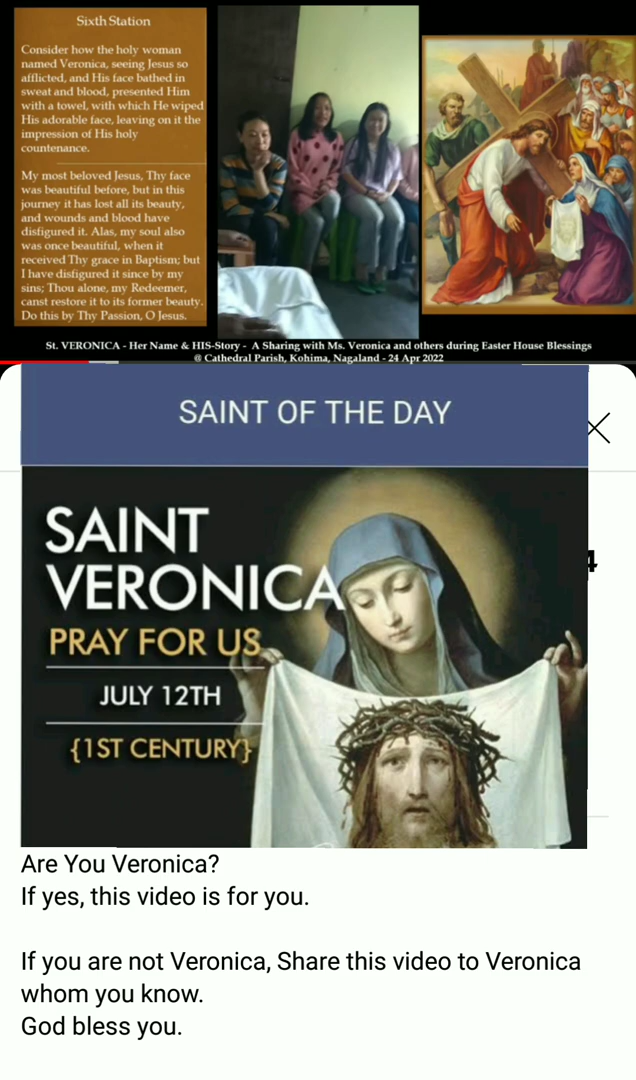 Sixth Station
Consider how the holy woman
named Veronica, seeing Jesus so
afflicted, and His face bathed in
sweat and blood, presented Him
with a towel, with which He wiped
His adorable face, leaving on it the
impression of His holy
countenance.
My most beloved Jesus, Thy face
was beautiful before, but in this
journey it has lost all its beauty,
and wounds and blood have
disfigured it. Alas, my soul also
was once beautiful, when it
received Thy grace in Baptism; but
I have disfigured it since by my
sins; Thou alone, my Redeemer,
canst restore it to its former beauty.
Do this by Thy Passion, O Jesus.
St. VERONICA - Her Name & HIS-Story - A Sharing with Ms. Veronica and others during Easter House Blessings
@ Cathedral Parish, Kohima, Nagaland - 24 Apr 2022
SAINT OF THE DAY
SAINT
VERONICA
PRAY FOR US
JULY 12TH
{1ST CENTURY}
4
Are You Veronica?
If yes, this video is for you.
If you are not Veronica, Share this video to Veronica
whom you know.
God bless you.